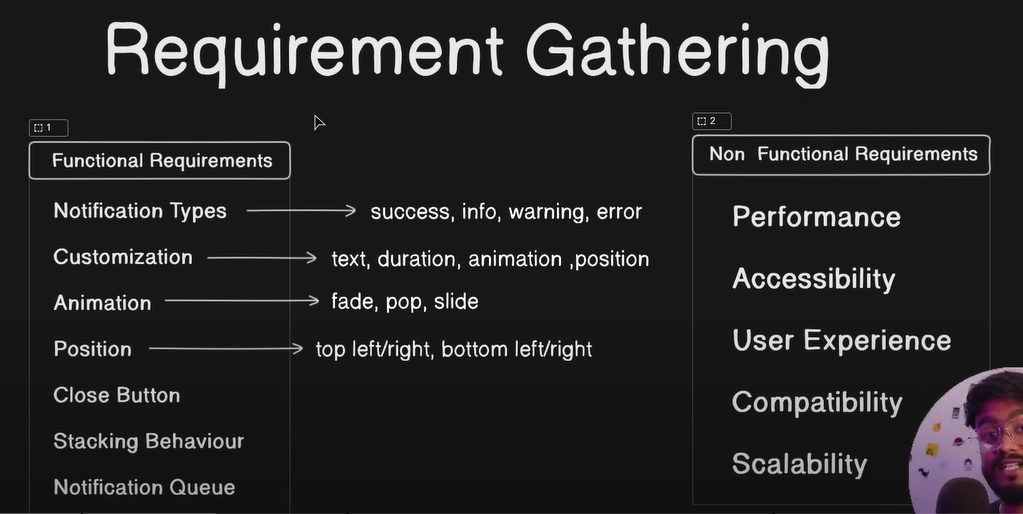 Requirement Gathering
1
Functional Requirements
Notification Types
success, info, warning, error
Customization
text, duration, animation ,position
Animation
fade, pop, slide
Position
top left/right, bottom left/right
Close Button
Stacking Behaviour
Notification Queue
2
Non Functional Requirements
Performance
Accessibility
User Experience
Compatibility
Scalability